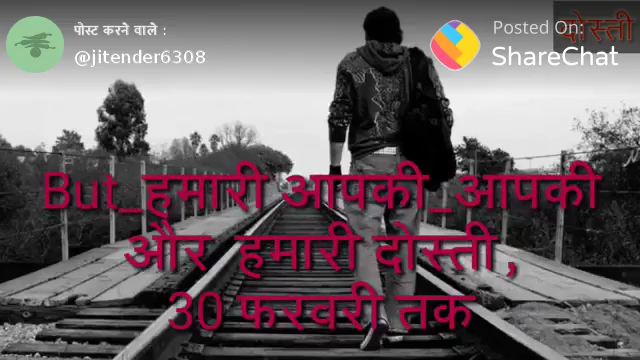 पोस्ट करने वाले :
@jitender6308
Posted On:
ShareChat
दोस्ती
But_हमारी आपकी_आपकी
और हमारी दोस्ती,
30 फरवरी तक